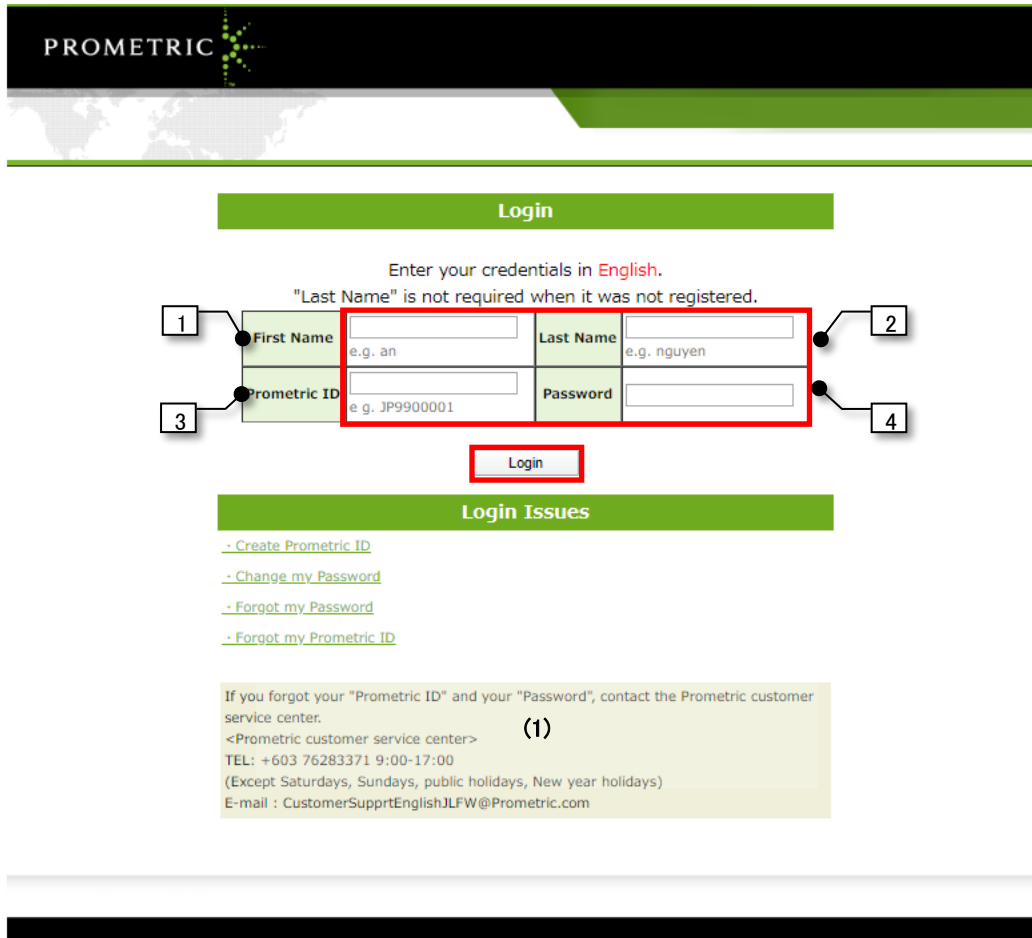 PROMETRIC
Login
Enter your credentials in English.
"Last Name" is not required when it was not registered.
1
First Name
e.g. an
Last Name
e.g. nguyen
2
3
Prometric ID
e g. JP9900001
Password
4
Login
Login Issues
・Create Prometric ID
・Change my Password
・Forgot my Password
・Forgot my Prometric ID
If you forgot your "Prometric ID" and your "Password", contact the Prometric customer
service center.
(1)
<Prometric customer service center>
TEL: +603 76283371 9:00-17:00
(Except Saturdays, Sundays, public holidays, New year holidays)
E-mail : CustomerSupprtEnglishJLFW@Prometric.com